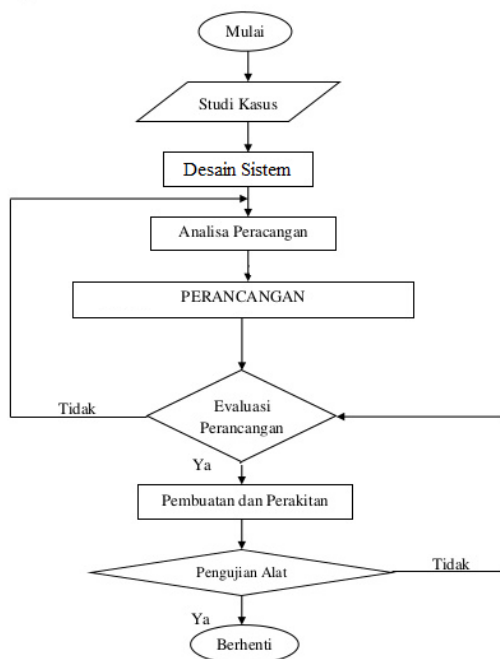 Mulai
Studi Kasus
Desain Sistem
Analisa Peracangan
PERANCANGAN
Tidak
Evaluasi
Perancangan
Ya
Pembuatan dan Perakitan
Pengujian Alat
Tidak
Ya
Berhenti